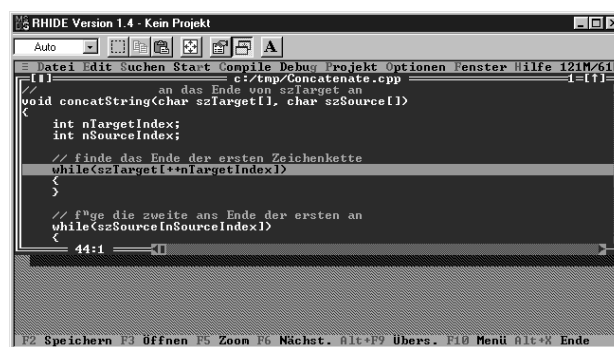 RHIDE Version 1.4 - Kein Projekt
Auto
A
≡ Datei Edit Suchen Start Compile Debug Projekt Optionen Fenster Hilfe 121M/61
[■] c:/tmp/Concatenate.cpp 1=[↑]
// an das Ende von szTarget an
void concatString(char szTarget[], char szSource[])
{
int nTargetIndex;
int nSourceIndex;
// finde das Ende der ersten Zeichenkette
while(szTarget[++nTargetIndex])
{
}
// f"ge die zweite ans Ende der ersten an
while(szSource[nSourceIndex])
{
44:1
F2 Speichern F3 Öffnen F5 Zoom F6 Nächst. Alt+F9 Übers. F10 Menü Alt+X Ende